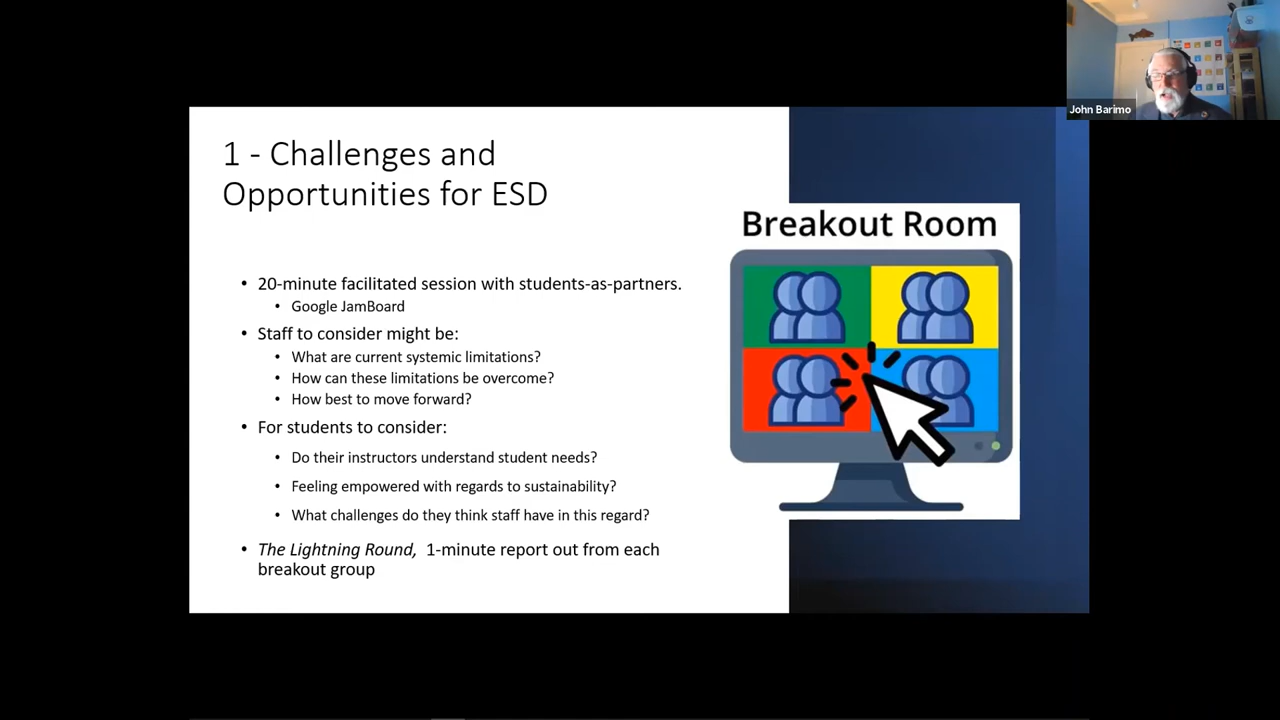 John Barimo
1 - Challenges and
Opportunities for ESD
Breakout Room
• 20-minute facilitated session with students-as-partners.
• Google JamBoard
• Staff to consider might be:
• What are current systemic limitations?
• How can these limitations be overcome?
• How best to move forward?
• For students to consider:
• Do their instructors understand student needs?
• Feeling empowered with regards to sustainability?
• What challenges do they think staff have in this regard?
• The Lightning Round, 1-minute report out from each
breakout group